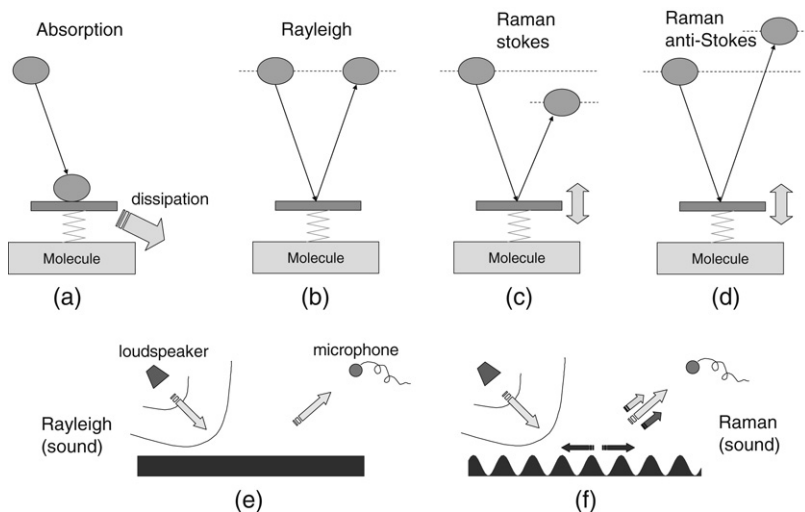 Absorption
dissipation
Molecule
(a)
Rayleigh
Molecule
(b)
Raman
stokes
Molecule
(c)
Raman
anti-Stokes
Molecule
(d)
loudspeaker
microphone
Rayleigh
(sound)
(e)
Raman
(sound)
(f)